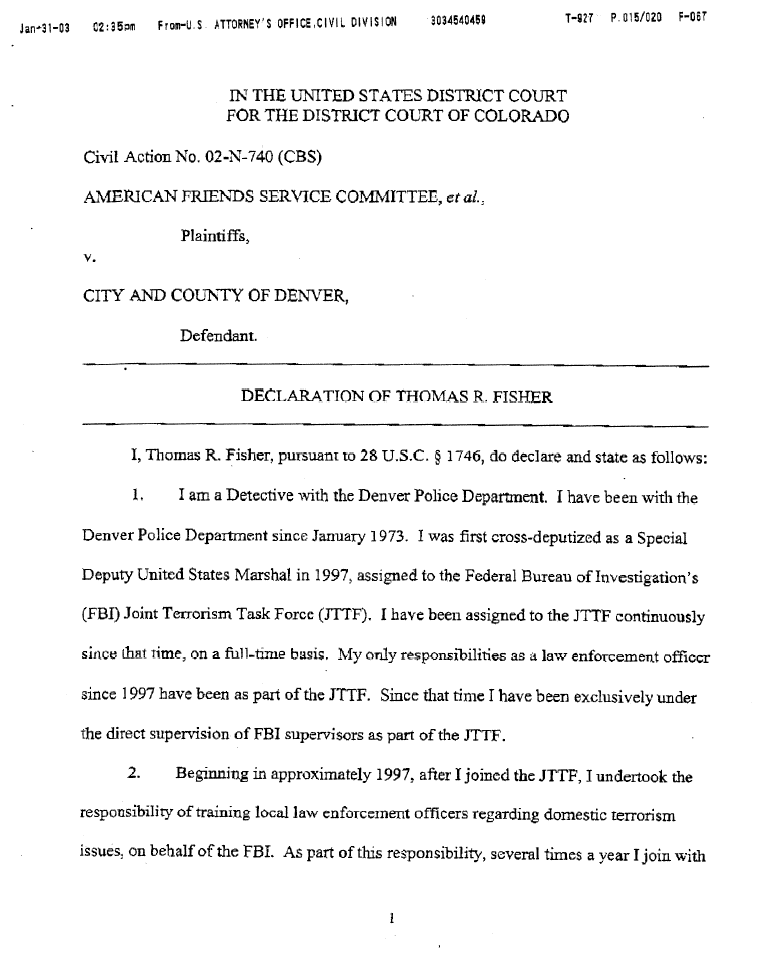 Jan-31-03 02:35pm From-U.S. ATTORNEY'S OFFICE.CIVIL DIVISION 3034540459 T-927 P.015/020 F-067
IN THE UNITED STATES DISTRICT COURT
FOR THE DISTRICT COURT OF COLORADO
Civil Action No. 02-N-740 (CBS)
AMERICAN FRIENDS SERVICE COMMITTEE, et al.,
Plaintiffs,
v.
CITY AND COUNTY OF DENVER,
Defendant.
DECLARATION OF THOMAS R. FISHER
I, Thomas R. Fisher, pursuant to 28 U.S.C. § 1746, do declare and state as follows:
1. I am a Detective with the Denver Police Department. I have been with the
Denver Police Department since January 1973. I was first cross-deputized as a Special
Deputy United States Marshal in 1997, assigned to the Federal Bureau of Investigation's
(FBI) Joint Terrorism Task Force (JTTF). I have been assigned to the JTTF continuously
since that time, on a full-time basis. My only responsibilities as a law enforcement officer
since 1997 have been as part of the JTTF. Since that time I have been exclusively under
the direct supervision of FBI supervisors as part of the JTTF.
2. Beginning in approximately 1997, after I joined the JTTF, I undertook the
responsibility of training local law enforcement officers regarding domestic terrorism
issues, on behalf of the FBI. As part of this responsibility, several times a year I join with
1